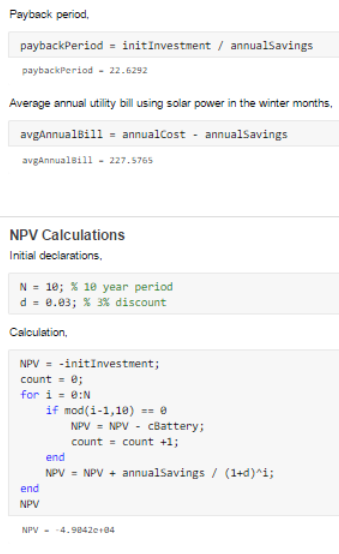 Payback period,
paybackPeriod = initInvestment / annualSavings
paybackPeriod = 22.6292
Average annual utility bill using solar power in the winter months,
avgAnnualBill = annualCost - annualSavings
avgAnnualBill = 227.5765
NPV Calculations
Initial declarations,
N = 10; % 10 year period
d = 0.03; % 3% discount
Calculation,
NPV = -initInvestment;
count = 0;
for i = 0:N
if mod(i-1,10) == 0
NPV = NPV - cBattery;
count = count +1;
end
NPV = NPV + annualSavings / (1+d)^i;
end
NPV
NPV = -4.9042e+04